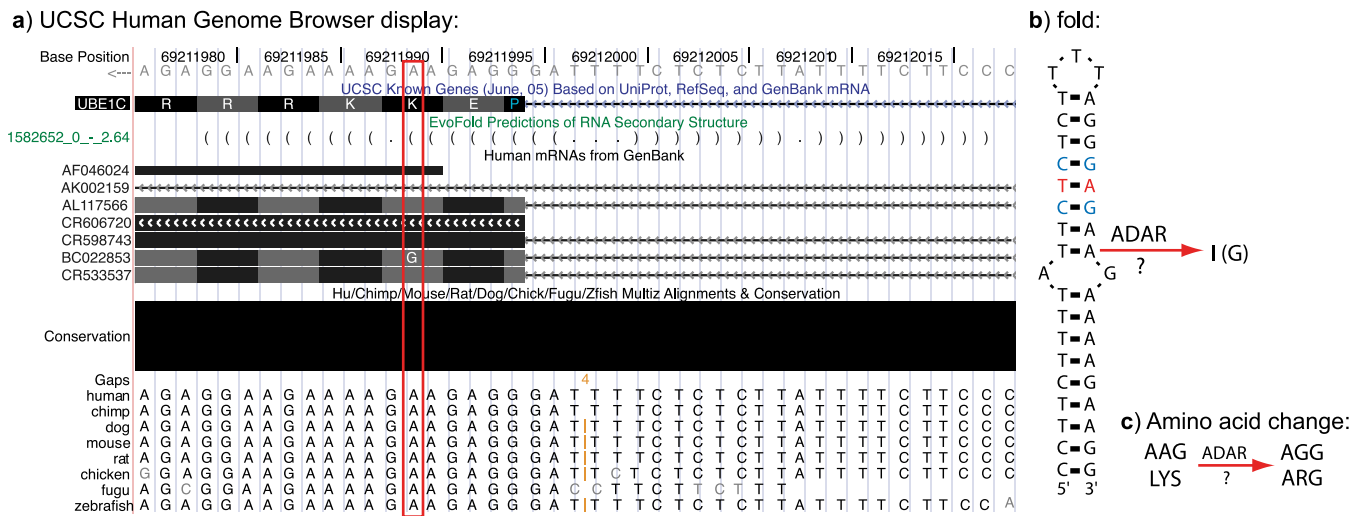 a) UCSC Human Genome Browser display:
Base Position 69211980 69211985 69211990 69211995 69212000 69212005 69212010 69212015
<--- A G A G G A A G A A A A G A A G A G G G A T T T T C T C T C T T A T T T T C T T C C C
UCSC Known Genes (June, 05) Based on UniProt, RefSeq, and GenBank mRNA
UBE1C R R R K K E P
EvoFold Predictions of RNA Secondary Structure
1582652_0_-_2.64 ( ( ( ( ( ( ( ( ( . ( ( ( ( ( ( ( ( . . . ) ) ) ) ) ) ) ) . ) ) ) ) ) ) ) ) )
Human mRNAs from GenBank
AF046024
AK002159
AL117566
CR606720
CR598743
BC022853 G
CR533537
Hu/Chimp/Mouse/Rat/Dog/Chick/Fugu/Zfish Multiz Alignments & Conservation
Conservation
Gaps 4
human A G A G G A A G A A A A G A A G A G G G A T T T T C T C T C T T A T T T T C T T C C C
chimp A G A G G A A G A A A A G A A G A G G G A T T T T C T C T C T T A T T T T C T T C C C
dog A G A G G A A G A A A A G A A G A G G G A T T T T C T C T C T T A T T T T C T T C C C
mouse A G A G G A A G A A A A G A A G A G G G A T T T T C T C T C T T A T T T T C T T C C C
rat A G A G G A A G A A A A G A A G A G G G A T T T T C T C T C T T A T T T T C T T C C C
chicken G G A G G A A G A A A A G A A G A G G G A T T C T C T C T C T T A T T T T C T T C C C
fugu A G C G G A A G A A A A G A A G A G G G A C C T T C T T C T T T
zebrafish A G A G G A A G A A A A G A A G A G G G A T T T T C T C T C T T A T T T T C T T C C A
b) fold:
T
T T
T A
C G
T G
C G
T A
C G
T A
T A
A G
T A
T A
T A
T A
C G
T A
T A
C G
C G
5' 3'
ADAR
?
I (G)
c) Amino acid change:
AAG ADAR AGG
LYS ? ARG